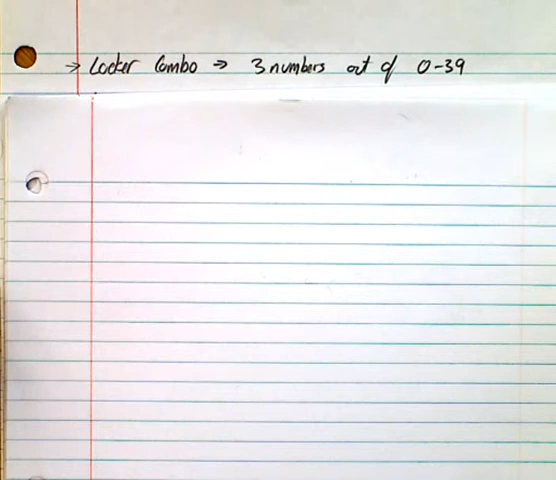 → Locker Combo → 3 numbers out of 0-39